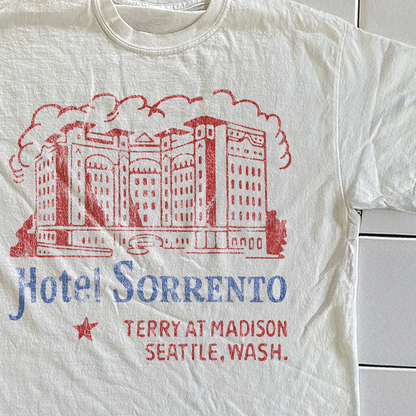 Hotel SORRENTO
TERRY AT MADISON
SEATTLE, WASH.